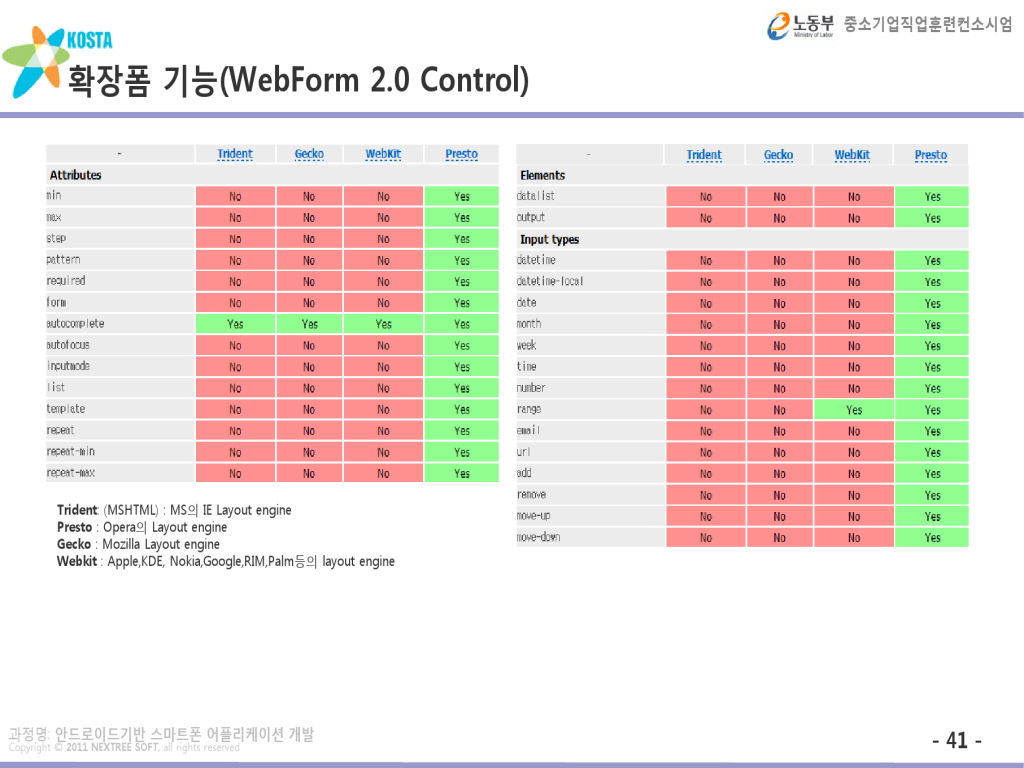 노동부 중소기업직업훈련컨소시엄
Ministry of Labor
KOSTA
확장폼 기능(WebForm 2.0 Control)
- Trident Gecko WebKit Presto
Attributes
min No No No Yes
max No No No Yes
step No No No Yes
pattern No No No Yes
required No No No Yes
form No No No Yes
autocomplete Yes Yes Yes Yes
autofocus No No No Yes
inputmode No No No Yes
list No No No Yes
template No No No Yes
repeat No No No Yes
repeat-min No No No Yes
repeat-max No No No Yes
- Trident Gecko WebKit Presto
Elements
datalist No No No Yes
output No No No Yes
Input types
datetime No No No Yes
datetime-local No No No Yes
date No No No Yes
month No No No Yes
week No No No Yes
time No No No Yes
number No No No Yes
range No No Yes Yes
email No No No Yes
url No No No Yes
add No No No Yes
remove No No No Yes
move-up No No No Yes
move-down No No No Yes
Trident: (MSHTML) : MS의 IE Layout engine
Presto : Opera의 Layout engine
Gecko : Mozilla Layout engine
Webkit : Apple,KDE, Nokia,Google,RIM,Palm등의 layout engine
과정명: 안드로이드기반 스마트폰 어플리케이션 개발
Copyright © 2011 NEXTREE SOFT, all rights reserved
- 41 -